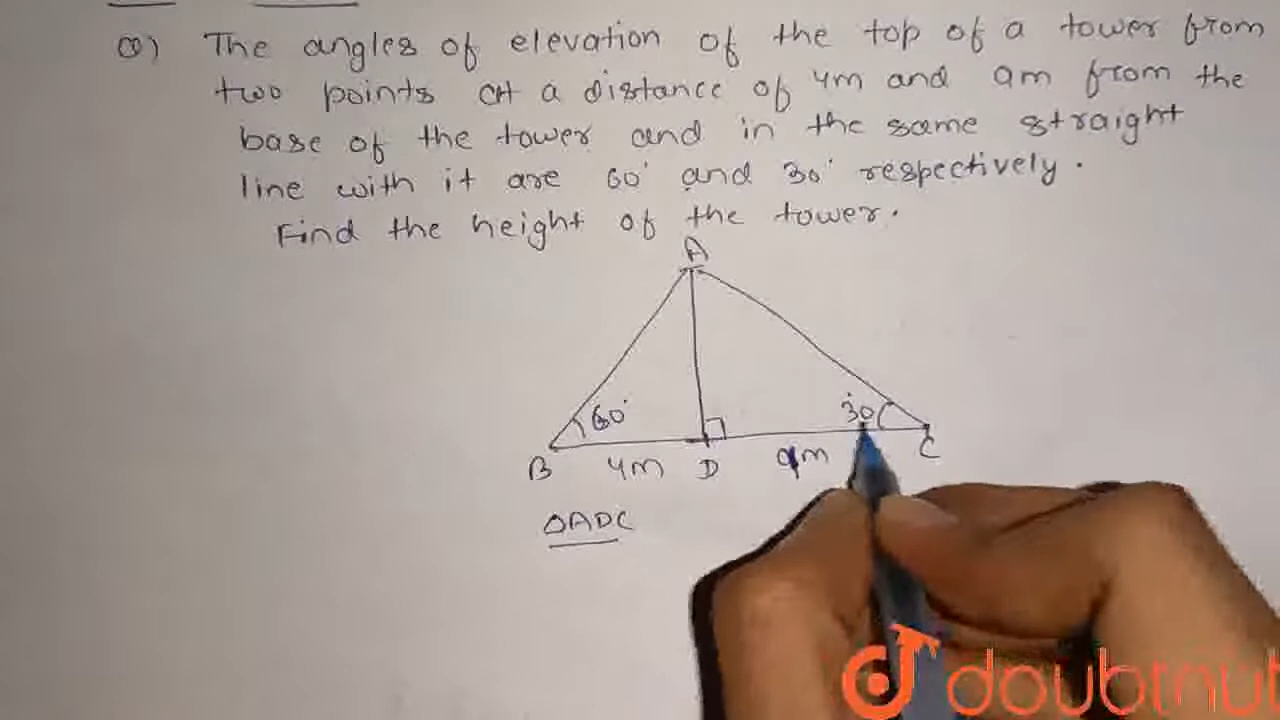 Q) The angles of elevation of the top of a tower from
two points at a distance of 4m and 9m from the
base of the tower and in the same straight
line with it are 60° and 30° respectively.
Find the height of the tower.
A
60°
30°
B 4m D 9m C
△ADC
doubtnut